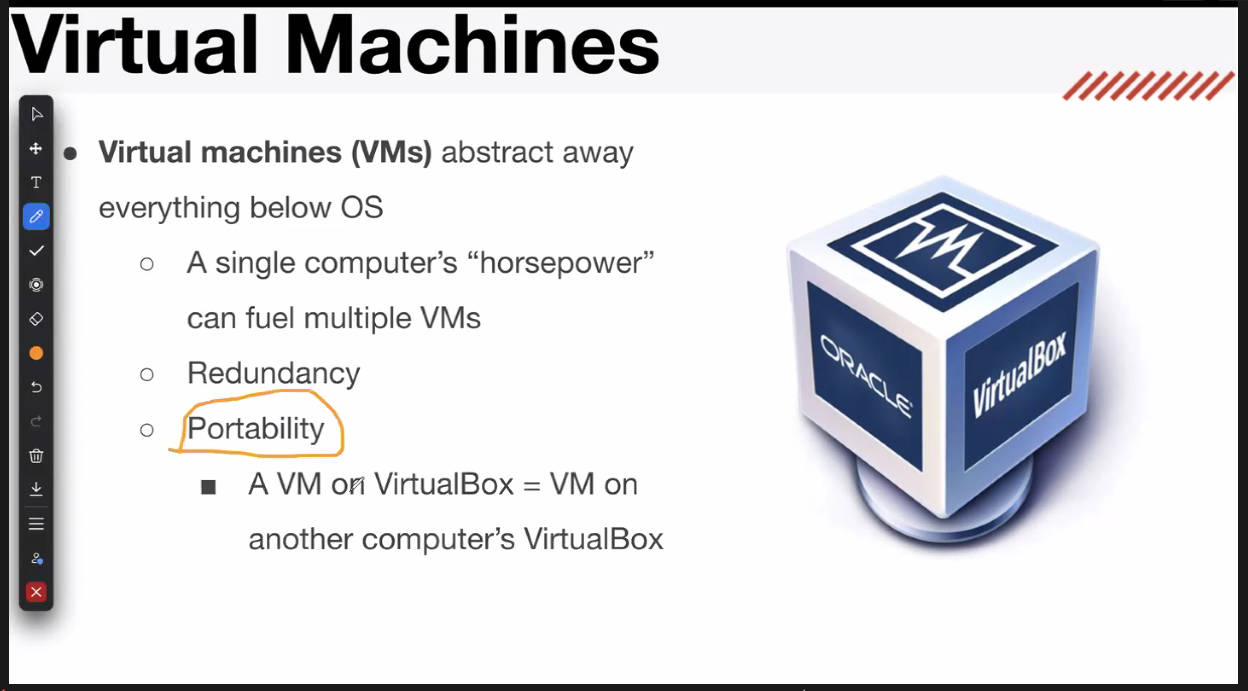 Virtual Machines
● Virtual machines (VMs) abstract away
everything below OS
○ A single computer’s “horsepower”
can fuel multiple VMs
○ Redundancy
○ Portability
■ A VM on VirtualBox = VM on
another computer’s VirtualBox
VM
ORACLE
VirtualBox
T